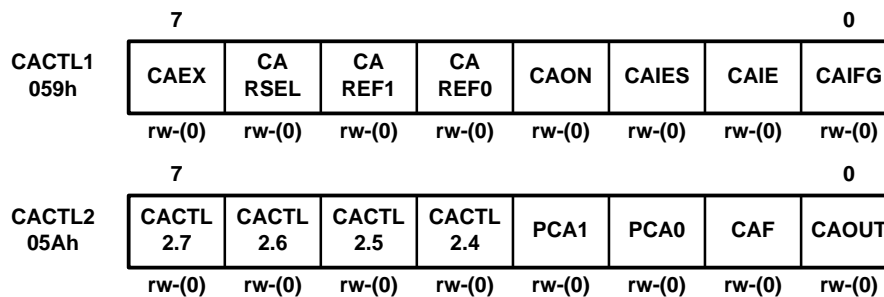 7 0
CACTL1
059h
CAEX CA RSEL CA REF1 CA REF0 CAON CAIES CAIE CAIFG
rw-(0) rw-(0) rw-(0) rw-(0) rw-(0) rw-(0) rw-(0) rw-(0)
7 0
CACTL2
05Ah
CACTL 2.7 CACTL 2.6 CACTL 2.5 CACTL 2.4 PCA1 PCA0 CAF CAOUT
rw-(0) rw-(0) rw-(0) rw-(0) rw-(0) rw-(0) rw-(0) rw-(0)